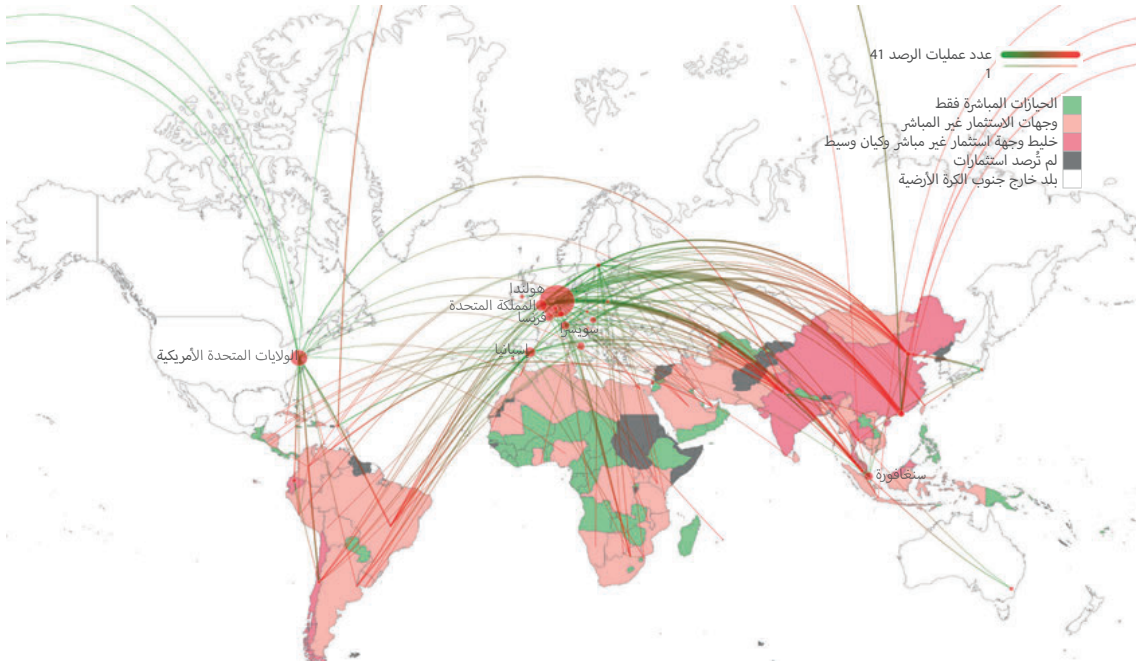 عدد عمليات الرصد 41
1
الحيازات المباشرة فقط
وجهات الاستثمار غير المباشر
خليط وجهة استثمار غير مباشر وكيان وسيط
لم تُرصد استثمارات
بلد خارج جنوب الكرة الأرضية
هولندا
المملكة المتحدة
فرنسا
سويسرا
إسبانيا
الولايات المتحدة الأمريكية
سنغافورة